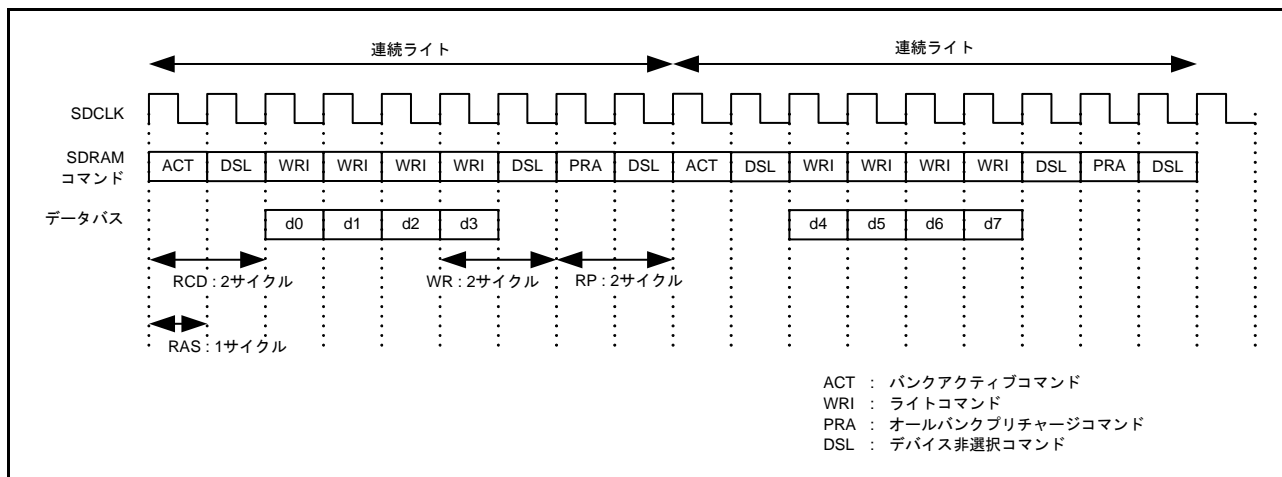 連続ライト 連続ライト
SDCLK
SDRAM
コマンド
ACT DSL WRI WRI WRI WRI DSL PRA DSL ACT DSL WRI WRI WRI WRI DSL PRA DSL
データバス
d0 d1 d2 d3 d4 d5 d6 d7
RCD : 2サイクル WR : 2サイクル RP : 2サイクル
RAS : 1サイクル
ACT : バンクアクティブコマンド
WRI : ライトコマンド
PRA : オールバンクプリチャージコマンド
DSL : デバイス非選択コマンド